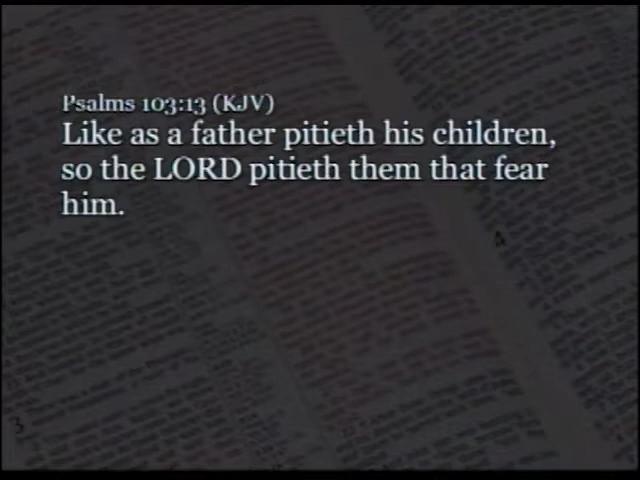 Psalms 103:13 (KJV)
Like as a father pitieth his children,
so the LORD pitieth them that fear
him.